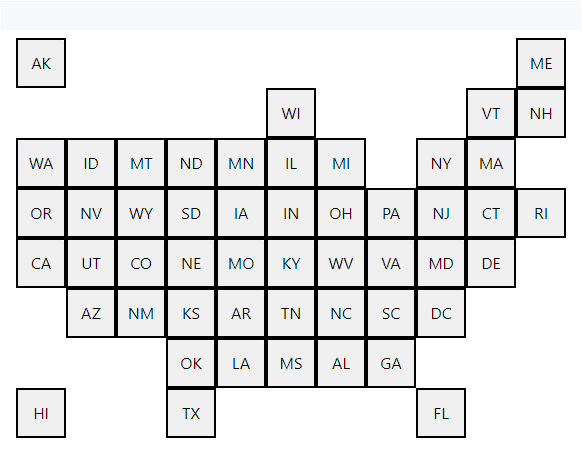 AK ME
WI VT NH
WA ID MT ND MN IL MI NY MA
OR NV WY SD IA IN OH PA NJ CT RI
CA UT CO NE MO KY WV VA MD DE
AZ NM KS AR TN NC SC DC
OK LA MS AL GA
HI TX FL